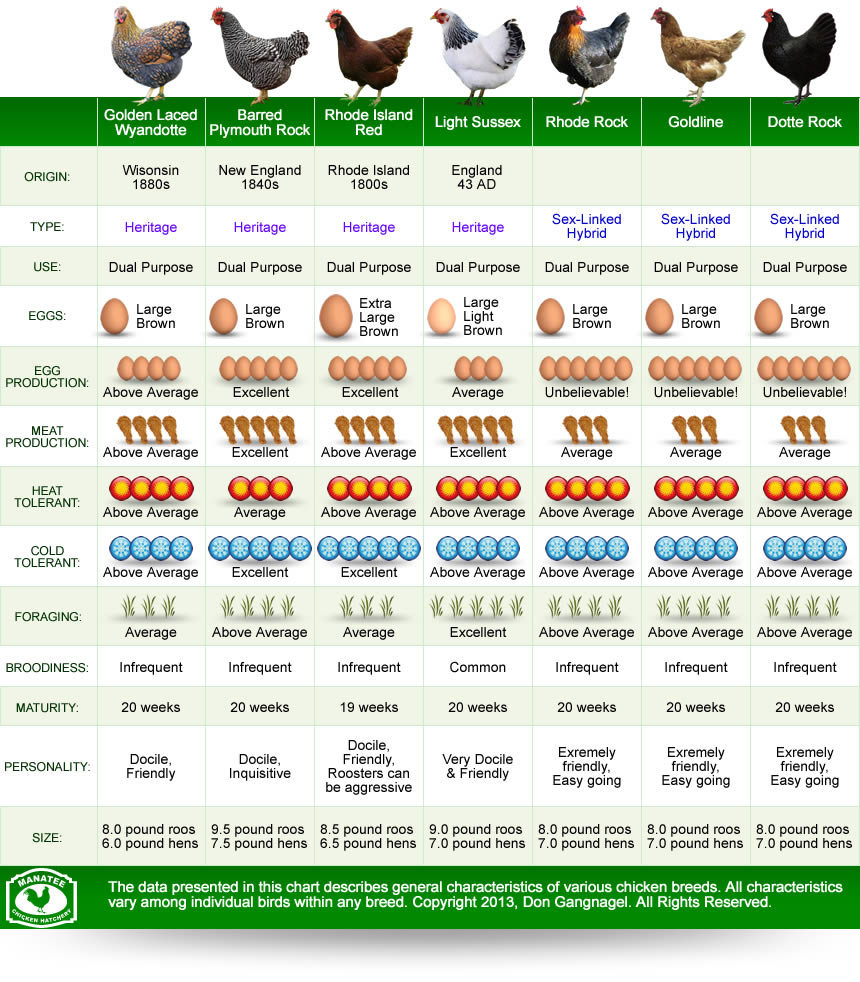 Golden Laced Wyandotte
Barred Plymouth Rock
Rhode Island Red
Light Sussex
Rhode Rock
Goldline
Dotte Rock
ORIGIN:
Wisonsin 1880s
New England 1840s
Rhode Island 1800s
England 43 AD
TYPE:
Heritage
Heritage
Heritage
Heritage
Sex-Linked Hybrid
Sex-Linked Hybrid
Sex-Linked Hybrid
USE:
Dual Purpose
Dual Purpose
Dual Purpose
Dual Purpose
Dual Purpose
Dual Purpose
Dual Purpose
EGGS:
Large Brown
Large Brown
Extra Large Brown
Large Light Brown
Large Brown
Large Brown
Large Brown
EGG PRODUCTION:
Above Average
Excellent
Excellent
Average
Unbelievable!
Unbelievable!
Unbelievable!
MEAT PRODUCTION:
Above Average
Excellent
Above Average
Excellent
Average
Average
Average
HEAT TOLERANT:
Above Average
Average
Above Average
Above Average
Above Average
Above Average
Above Average
COLD TOLERANT:
Above Average
Excellent
Excellent
Above Average
Above Average
Above Average
Above Average
FORAGING:
Average
Above Average
Average
Excellent
Above Average
Above Average
Above Average
BROODINESS:
Infrequent
Infrequent
Infrequent
Common
Infrequent
Infrequent
Infrequent
MATURITY:
20 weeks
20 weeks
19 weeks
20 weeks
20 weeks
20 weeks
20 weeks
PERSONALITY:
Docile, Friendly
Docile, Inquisitive
Docile, Friendly, Roosters can be aggressive
Very Docile & Friendly
Exremely friendly, Easy going
Exremely friendly, Easy going
Exremely friendly, Easy going
SIZE:
8.0 pound roos 6.0 pound hens
9.5 pound roos 7.5 pound hens
8.5 pound roos 6.5 pound hens
9.0 pound roos 7.0 pound hens
8.0 pound roos 7.0 pound hens
8.0 pound roos 7.0 pound hens
8.0 pound roos 7.0 pound hens
MANATEE
CHICKEN HATCHERY
The data presented in this chart describes general characteristics of various chicken breeds. All characteristics
vary among individual birds within any breed. Copyright 2013, Don Gangnagel. All Rights Reserved.